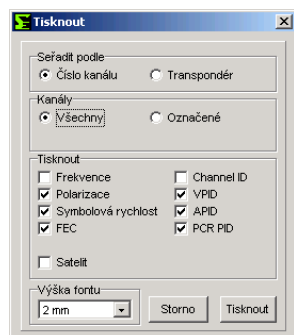 Tisknout
Seřadit podle
Číslo kanálu Transpondér
Kanály
Všechny Označené
Tisknout
Frekvence Channel ID
Polarizace VPID
Symbolová rychlost APID
FEC PCR PID
Satelit
Výška fontu
2 mm Storno Tisknout